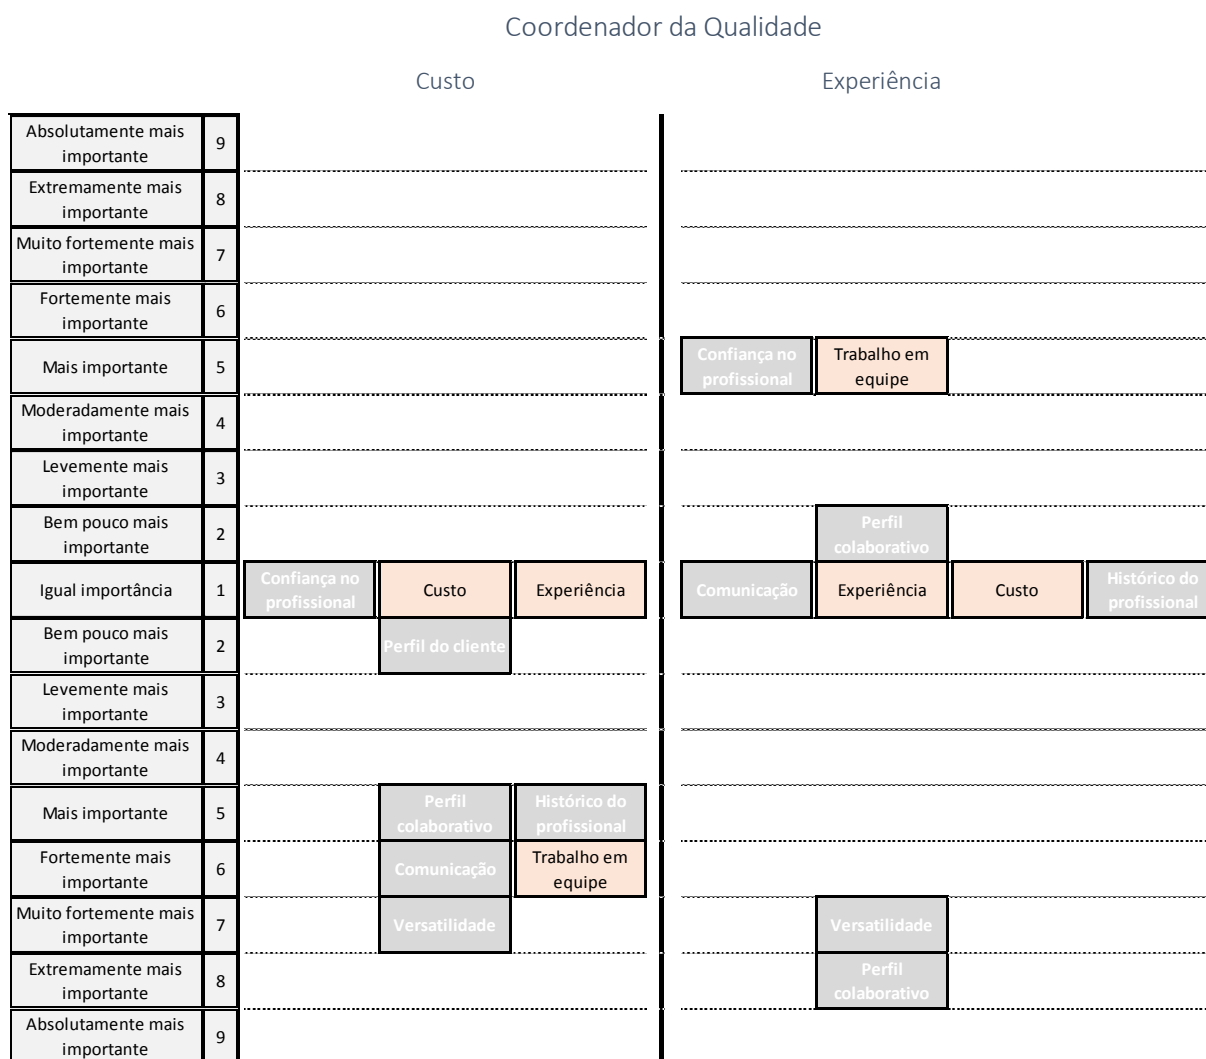 Coordenador da Qualidade
Custo Experiência
Absolutamente mais
importante
9
Extremamente mais
importante
8
Muito fortemente mais
importante
7
Fortemente mais
importante
6
Mais importante 5
Confiança no
profissional
Trabalho em
equipe
Moderadamente mais
importante
4
Levemente mais
importante
3
Bem pouco mais
importante
2
Perfil
colaborativo
Igual importância 1
Confiança no
profissional
Custo Experiência
Comunicação Experiência Custo
Histórico do
profissional
Bem pouco mais
importante
2 Perfil do cliente
Levemente mais
importante
3
Moderadamente mais
importante
4
Mais importante 5
Perfil
colaborativo
Histórico do
profissional
Fortemente mais
importante
6 Comunicação
Trabalho em
equipe
Muito fortemente mais
importante
7 Versatilidade Versatilidade
Extremamente mais
importante
8
Perfil
colaborativo
Absolutamente mais
importante
9